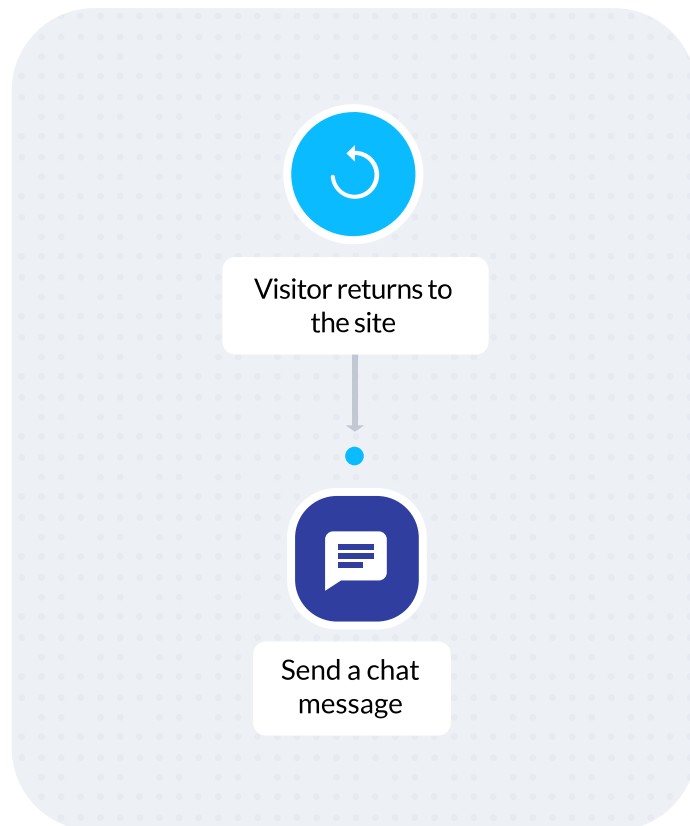 Visitor returns to
the site
Send a chat
message